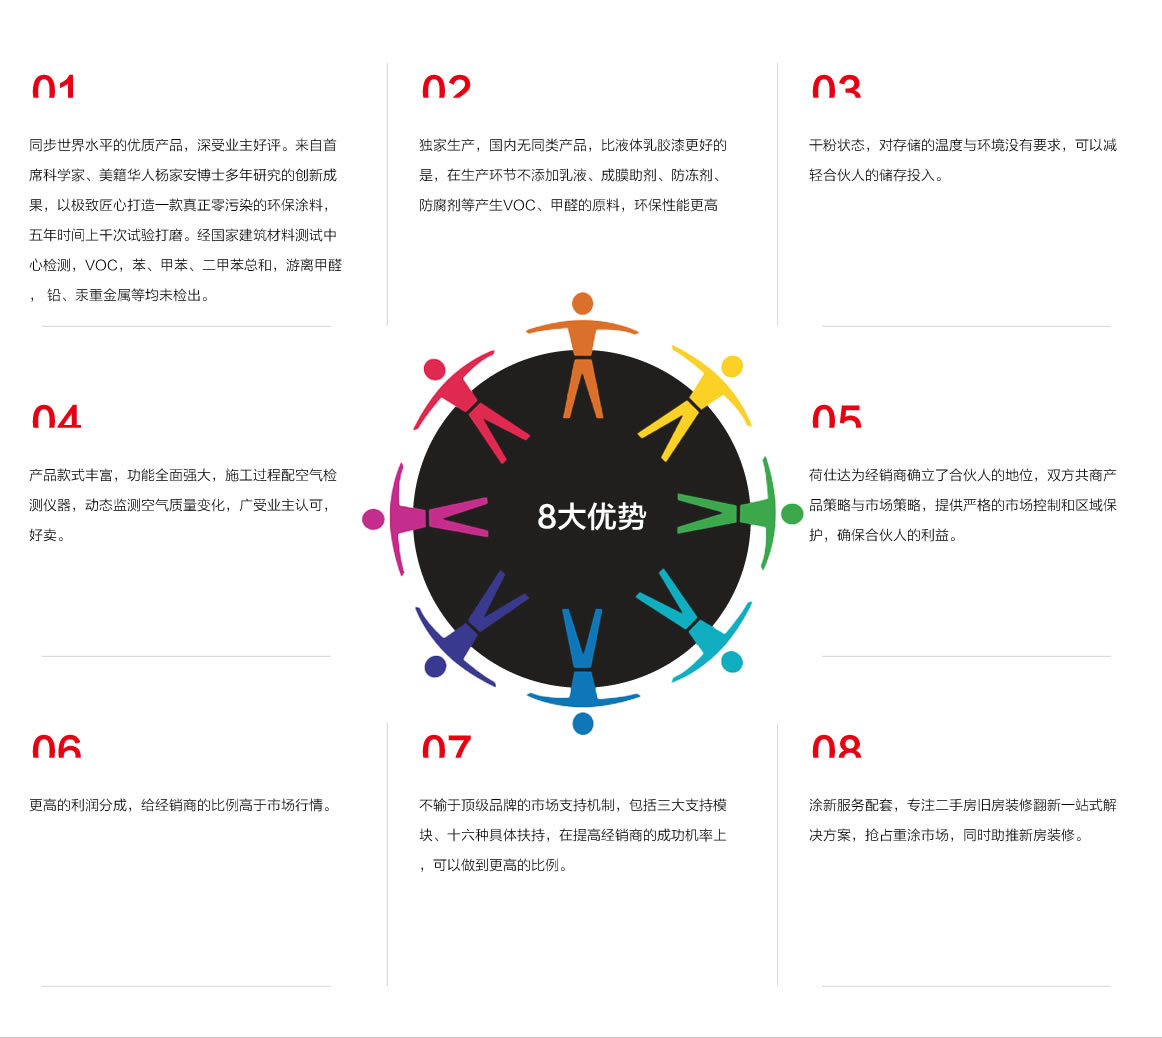 01
同步世界水平的优质产品，深受业主好评。来自首
席科学家、美籍华人杨家安博士多年研究的创新成
果，以极致匠心打造一款真正零污染的环保涂料，
五年时间上千次试验打磨。经国家建筑材料测试中
心检测，VOC，苯、甲苯、二甲苯总和，游离甲醛
， 铅、汞重金属等均未检出。
02
独家生产，国内无同类产品，比液体乳胶漆更好的
是，在生产环节不添加乳液、成膜助剂、防冻剂、
防腐剂等产生VOC、甲醛的原料，环保性能更高
03
干粉状态，对存储的温度与环境没有要求，可以减
轻合伙人的储存投入。
04
产品款式丰富，功能全面强大，施工过程配空气检
测仪器，动态监测空气质量变化，广受业主认可，
好卖。
8大优势
05
荷仕达为经销商确立了合伙人的地位，双方共商产
品策略与市场策略，提供严格的市场控制和区域保
护，确保合伙人的利益。
06
更高的利润分成，给经销商的比例高于市场行情。
07
不输于顶级品牌的市场支持机制，包括三大支持模
块、十六种具体扶持，在提高经销商的成功机率上
，可以做到更高的比例。
08
涂新服务配套，专注二手房旧房装修翻新一站式解
决方案，抢占重涂市场，同时助推新房装修。